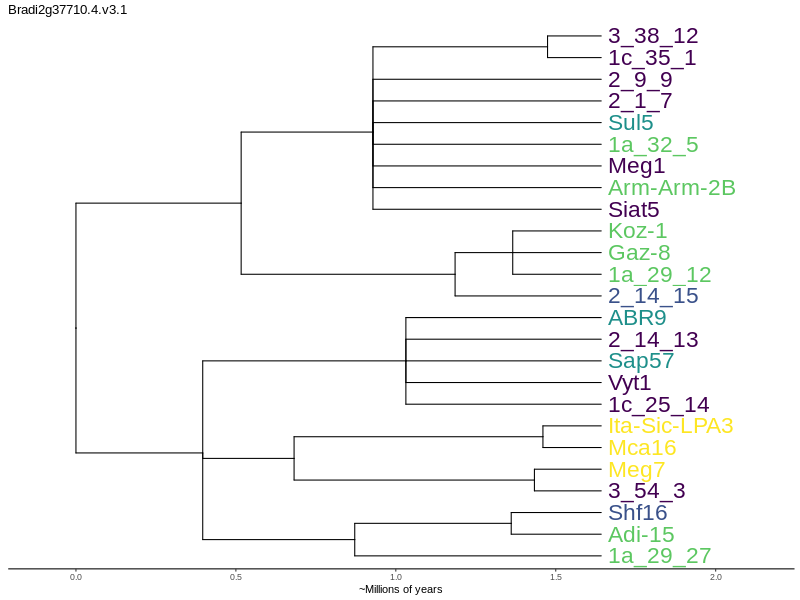 Bradi2g37710.4.v3.1
3_38_12
1c_35_1
2_9_9
2_1_7
Sul5
1a_32_5
Meg1
Arm-Arm-2B
Siat5
Koz-1
Gaz-8
1a_29_12
2_14_15
ABR9
2_14_13
Sap57
Vyt1
1c_25_14
Ita-Sic-LPA3
Mca16
Meg7
3_54_3
Shf16
Adi-15
1a_29_27
0.0 0.5 1.0 1.5 2.0
~Millions of years